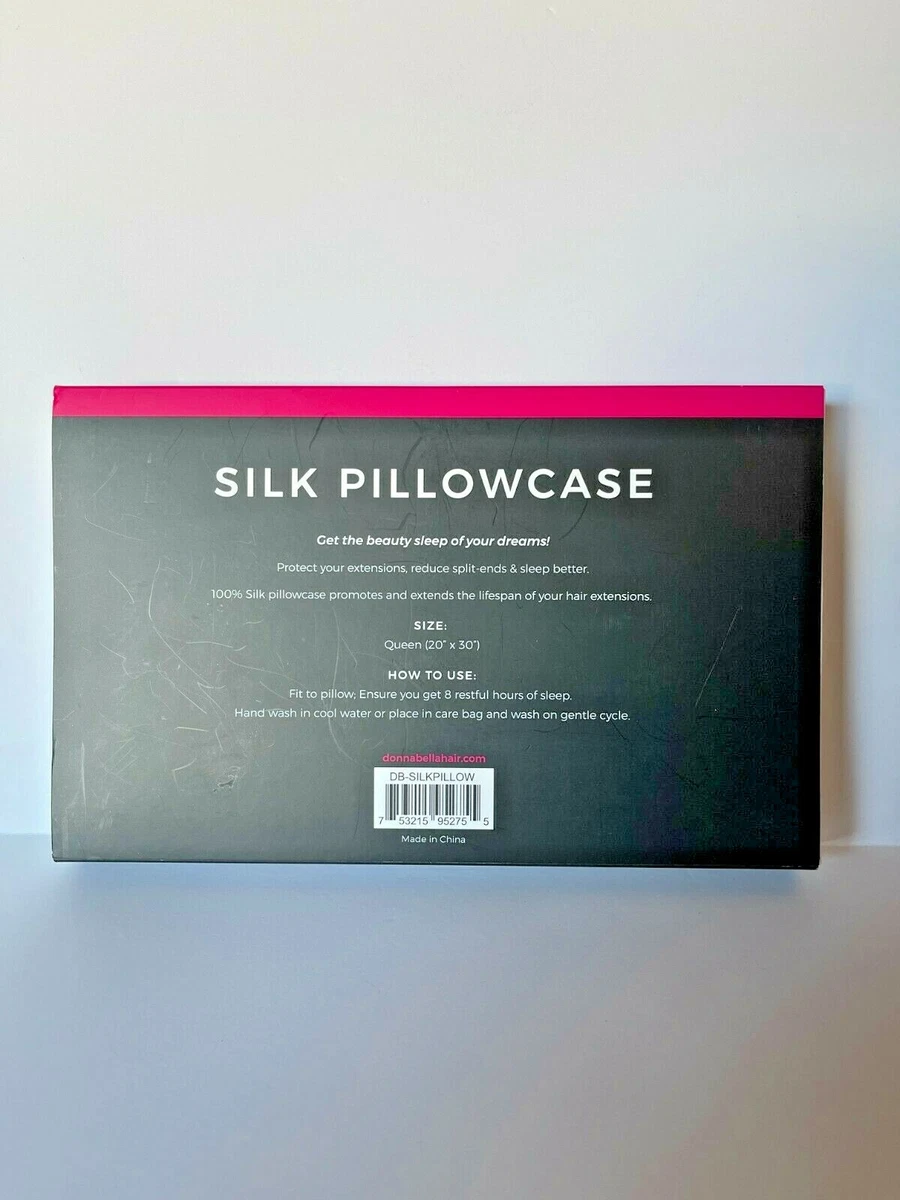 SILK PILLOWCASE
Get the beauty sleep of your dreams!
Protect your extensions, reduce split-ends & sleep better.
100% Silk pillowcase promotes and extends the lifespan of your hair extensions.
SIZE:
Queen (20" x 30")
HOW TO USE:
Fit to pillow; Ensure you get 8 restful hours of sleep.
Hand wash in cool water or place in care bag and wash on gentle cycle.
donnabellahair.com
DB-SILKPILLOW
7 53215 95275 5
Made in China